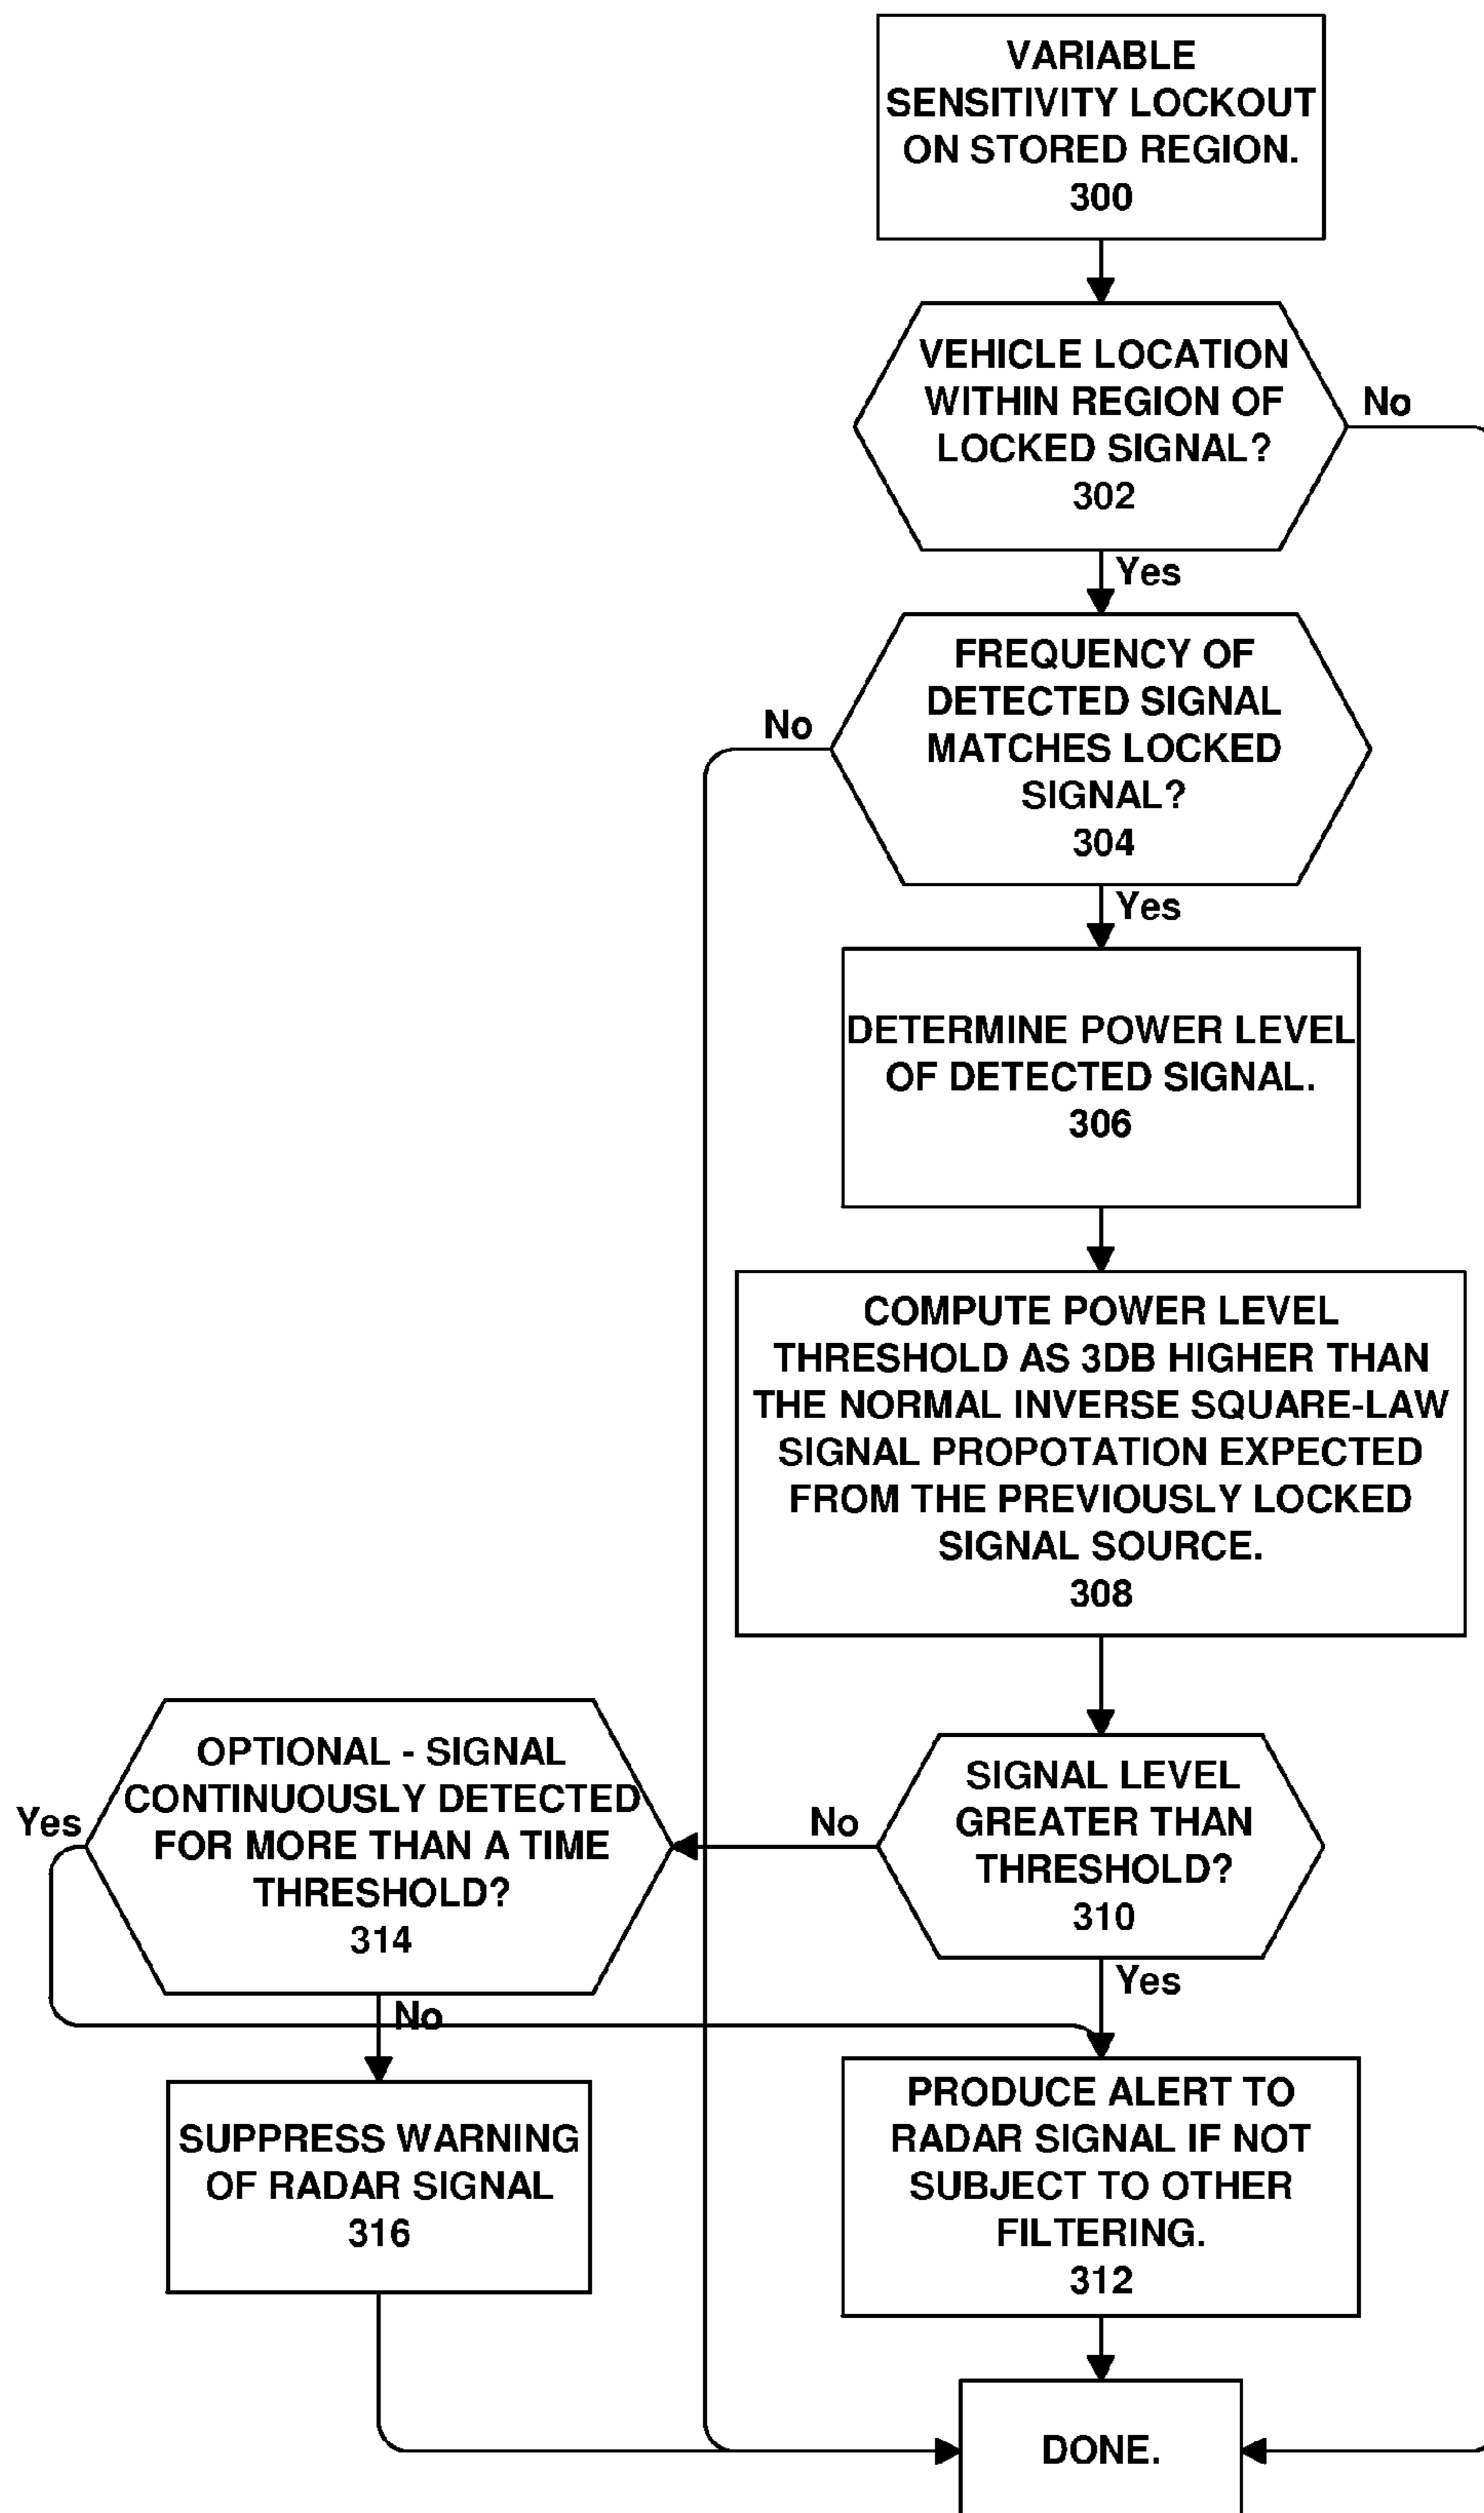 VARIABLE
SENSITIVITY LOCKOUT
ON STORED REGION.
300
VEHICLE LOCATION
WITHIN REGION OF
LOCKED SIGNAL?
302
No
Yes
FREQUENCY OF
DETECTED SIGNAL
MATCHES LOCKED
SIGNAL?
304
No
Yes
DETERMINE POWER LEVEL
OF DETECTED SIGNAL.
306
COMPUTE POWER LEVEL
THRESHOLD AS 3DB HIGHER THAN
THE NORMAL INVERSE SQUARE-LAW
SIGNAL PROPOTATION EXPECTED
FROM THE PREVIOUSLY LOCKED
SIGNAL SOURCE.
308
SIGNAL LEVEL
GREATER THAN
THRESHOLD?
310
No
Yes
OPTIONAL - SIGNAL
CONTINUOUSLY DETECTED
FOR MORE THAN A TIME
THRESHOLD?
314
Yes
No
SUPPRESS WARNING
OF RADAR SIGNAL
316
PRODUCE ALERT TO
RADAR SIGNAL IF NOT
SUBJECT TO OTHER
FILTERING.
312
DONE.